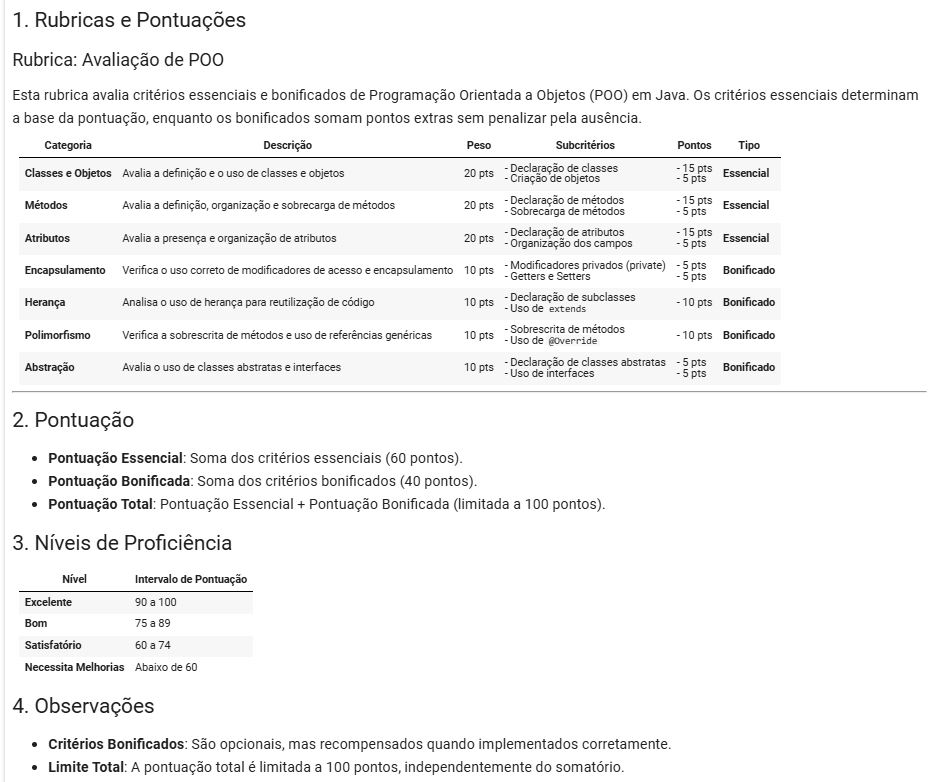 1. Rubricas e Pontuações
Rubrica: Avaliação de POO
Esta rubrica avalia critérios essenciais e bonificados de Programação Orientada a Objetos (POO) em Java. Os critérios essenciais determinam
a base da pontuação, enquanto os bonificados somam pontos extras sem penalizar pela ausência.
Categoria Descrição Peso Subcritérios Pontos Tipo
Classes e Objetos Avalia a definição e o uso de classes e objetos 20 pts - Declaração de classes - 15 pts Essencial
- Criação de objetos - 5 pts
Métodos Avalia a definição, organização e sobrecarga de métodos 20 pts - Declaração de métodos - 15 pts Essencial
- Sobrecarga de métodos - 5 pts
Atributos Avalia a presença e organização de atributos 20 pts - Declaração de atributos - 15 pts Essencial
- Organização dos campos - 5 pts
Encapsulamento Verifica o uso correto de modificadores de acesso e encapsulamento 10 pts - Modificadores privados (private) - 5 pts Bonificado
- Getters e Setters - 5 pts
Herança Analisa o uso de herança para reutilização de código 10 pts - Declaração de subclasses - 10 pts Bonificado
- Uso de extends
Polimorfismo Verifica a sobrescrita de métodos e uso de referências genéricas 10 pts - Sobrescrita de métodos - 10 pts Bonificado
- Uso de @Override
Abstração Avalia o uso de classes abstratas e interfaces 10 pts - Declaração de classes abstratas - 5 pts Bonificado
- Uso de interfaces - 5 pts
2. Pontuação
• Pontuação Essencial: Soma dos critérios essenciais (60 pontos).
• Pontuação Bonificada: Soma dos critérios bonificados (40 pontos).
• Pontuação Total: Pontuação Essencial + Pontuação Bonificada (limitada a 100 pontos).
3. Níveis de Proficiência
Nível Intervalo de Pontuação
Excelente 90 a 100
Bom 75 a 89
Satisfatório 60 a 74
Necessita Melhorias Abaixo de 60
4. Observações
• Critérios Bonificados: São opcionais, mas recompensados quando implementados corretamente.
• Limite Total: A pontuação total é limitada a 100 pontos, independentemente do somatório.